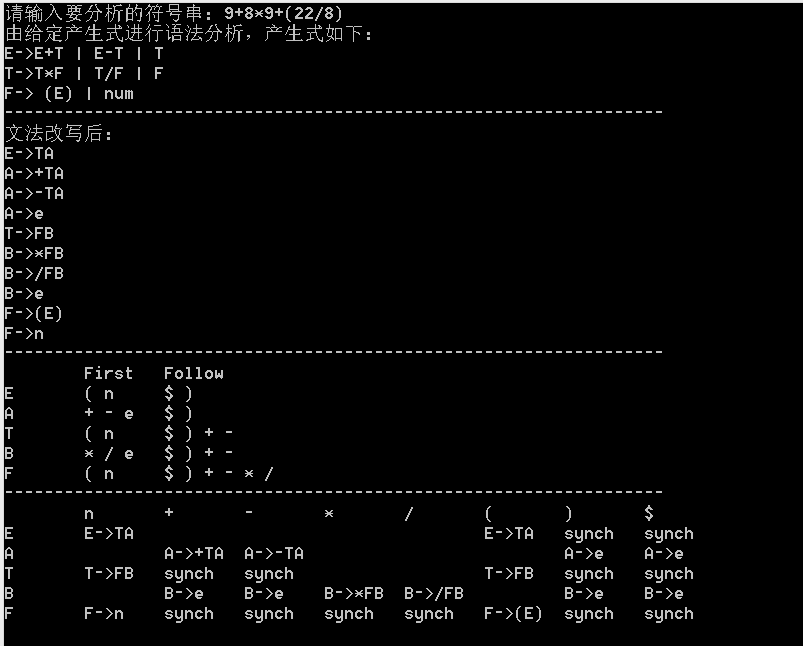 请输入要分析的符号串：9+8*9+(22/8)
由给定产生式进行语法分析，产生式如下：
E->E+T | E-T | T
T->T*F | T/F | F
F-> (E) | num
------------------------------------------------------------------
文法改写后：
E->TA
A->+TA
A->-TA
A->e
T->FB
B->*FB
B->/FB
B->e
F->(E)
F->n
------------------------------------------------------------------
        First   Follow
E       ( n     $ )
A       + - e   $ )
T       ( n     $ ) + -
B       * / e   $ ) + -
F       ( n     $ ) + - * /
------------------------------------------------------------------
        n       +       -       *       /       (       )       $
E       E->TA                                   E->TA   synch   synch
A               A->+TA  A->-TA                          A->e    A->e
T       T->FB   synch   synch                   T->FB   synch   synch
B               B->e    B->e    B->*FB  B->/FB          B->e    B->e
F       F->n    synch   synch   synch   synch   F->(E)  synch   synch